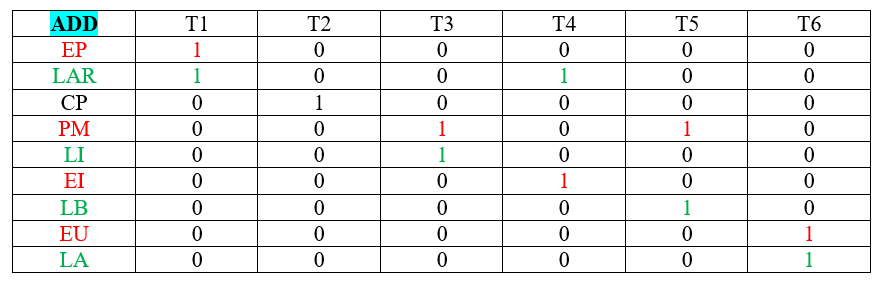 ADD T1 T2 T3 T4 T5 T6
EP 1 0 0 0 0 0
LAR 1 0 0 1 0 0
CP 0 1 0 0 0 0
PM 0 0 1 0 1 0
LI 0 0 1 0 0 0
EI 0 0 0 1 0 0
LB 0 0 0 0 1 0
EU 0 0 0 0 0 1
LA 0 0 0 0 0 1